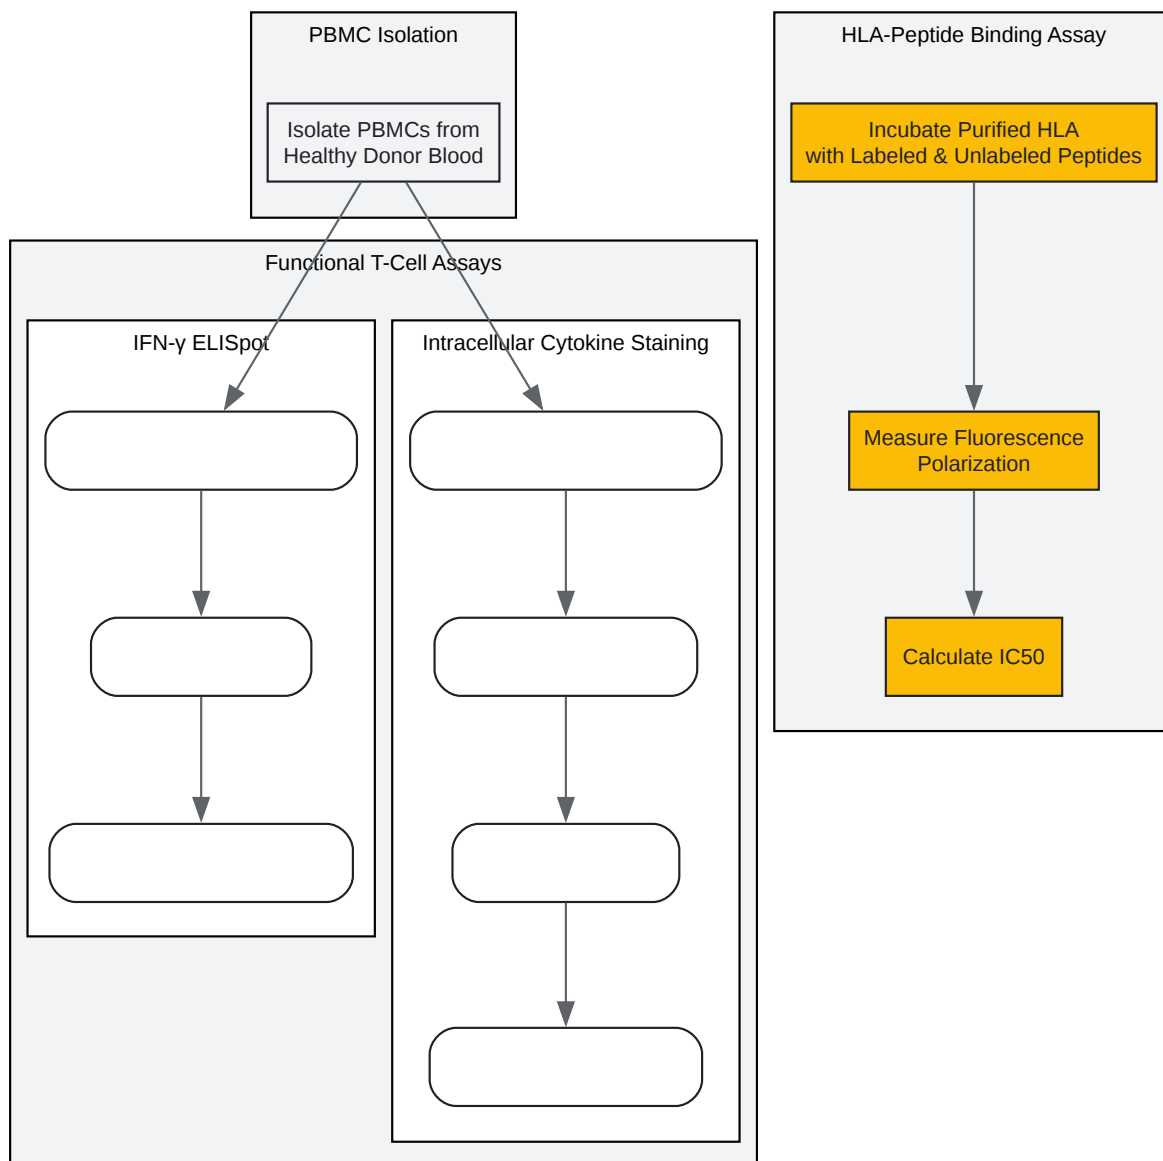 PBMC Isolation
Isolate PBMCs from
Healthy Donor Blood
Functional T-Cell Assays
IFN-γ ELISpot
Intracellular Cytokine Staining
HLA-Peptide Binding Assay
Incubate Purified HLA
with Labeled & Unlabeled Peptides
Measure Fluorescence
Polarization
Calculate IC50